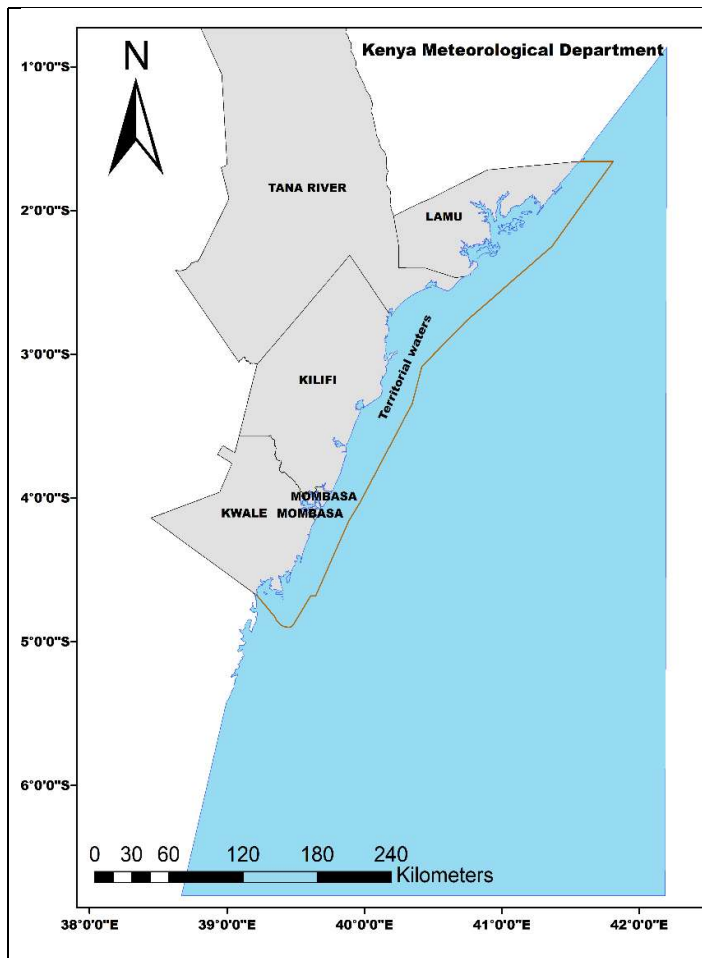 Kenya Meteorological Department
N
1°0'0"S
TANA RIVER
2°0'0"S
LAMU
Territorial waters
3°0'0"S
KILIFI
MOMBASA
4°0'0"S
KWALE
MOMBASA
5°0'0"S
6°0'0"S
0 30 60 120 180 240
Kilometers
38°0'0"E 39°0'0"E 40°0'0"E 41°0'0"E 42°0'0"E